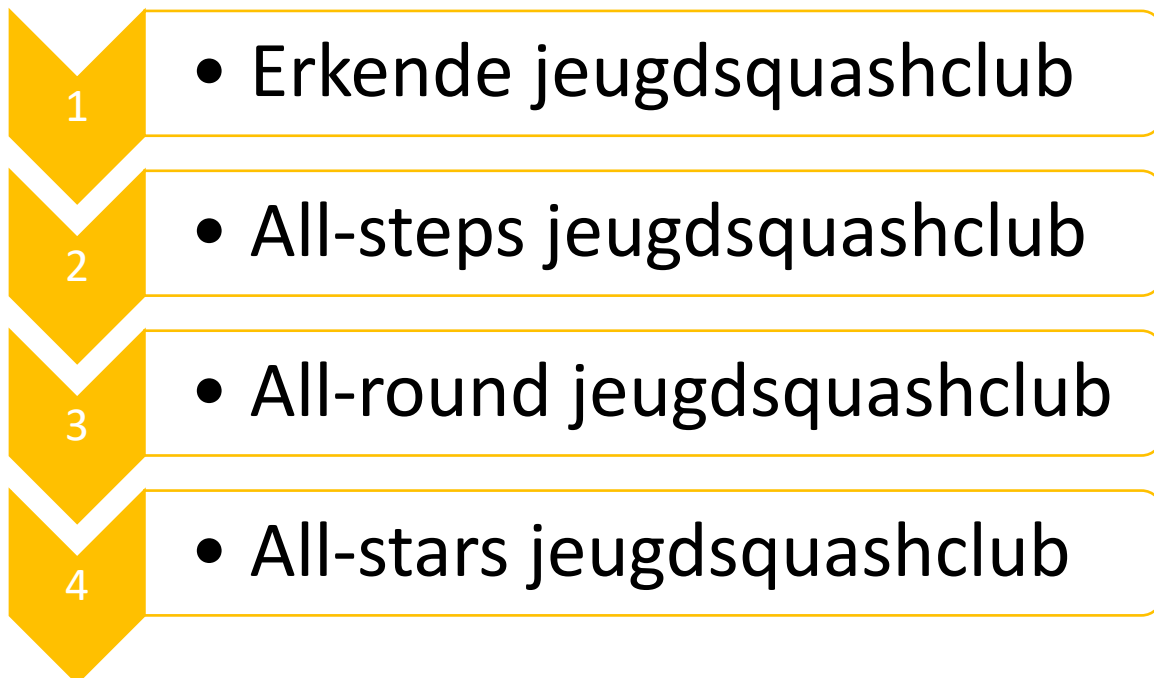 1 • Erkende jeugdsquashclub
2 • All-steps jeugdsquashclub
3 • All-round jeugdsquashclub
4 • All-stars jeugdsquashclub